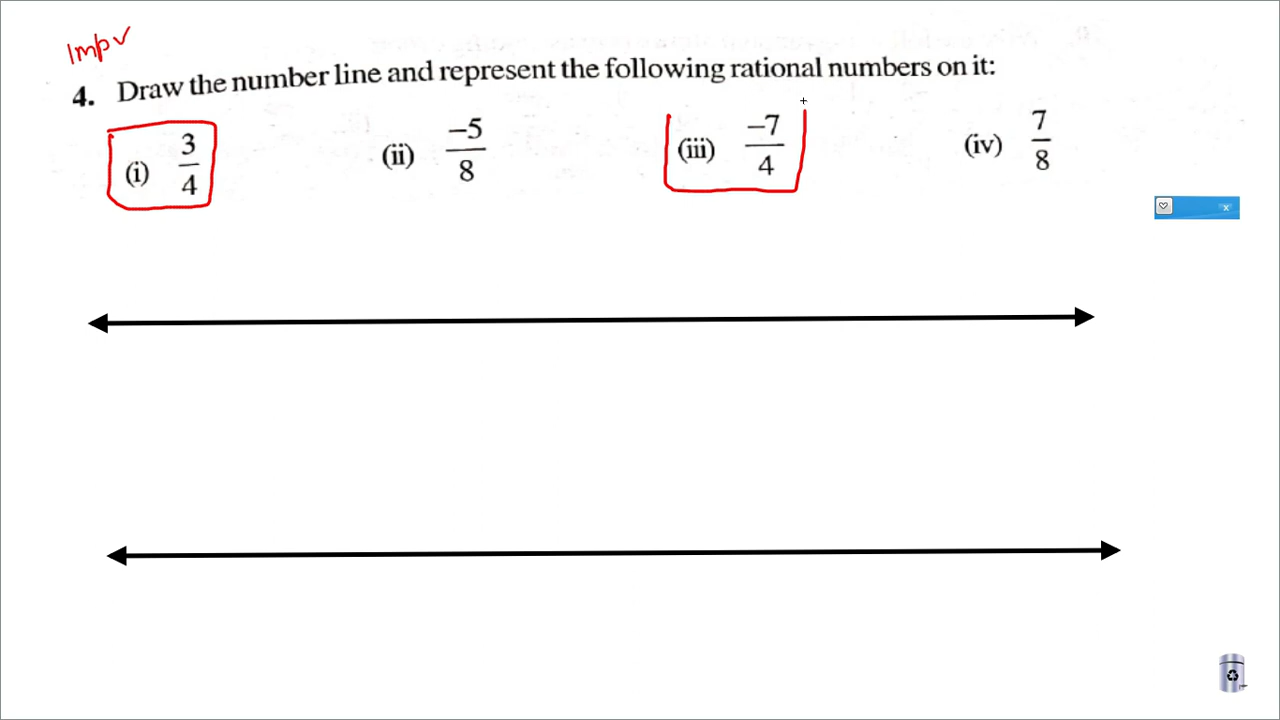 Impv
4. Draw the number line and represent the following rational numbers on it:
(i) 3/4 (ii) –5/8 (iii) –7/4 (iv) 7/8
x